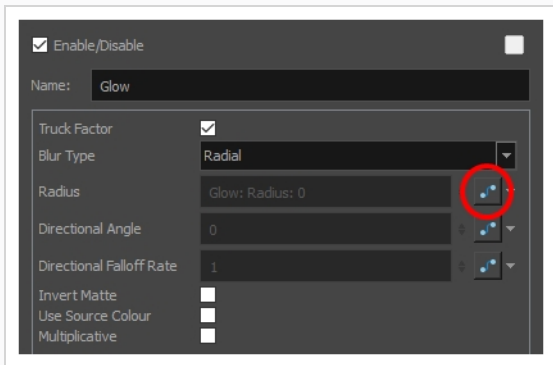 Enable/Disable
Name: Glow
Truck Factor
Blur Type Radial
Radius Glow: Radius: 0
Directional Angle 0
Directional Falloff Rate 1
Invert Matte
Use Source Colour
Multiplicative